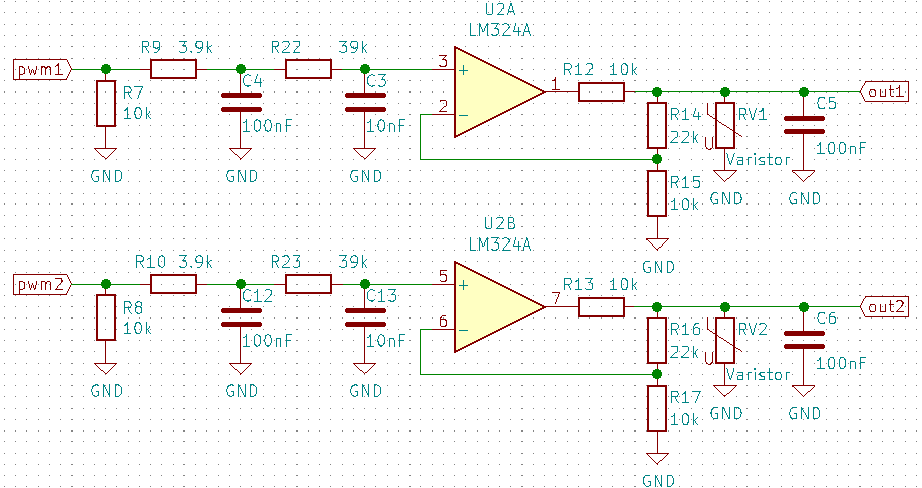 U2A
LM324A
R9 3.9k
R22 39k
pwm1
3
+
1
R12 10k
C4
C3
R7
10k
100nF
10nF
2
−
R14
22k
RV1
C5
out1
U
Varistor
100nF
GND
GND
GND
R15
10k
GND
GND
GND
U2B
LM324A
R10 3.9k
R23 39k
pwm2
5
+
7
R13 10k
C12
C13
R8
10k
100nF
10nF
6
−
R16
22k
RV2
C6
out2
U
Varistor
100nF
GND
GND
GND
R17
10k
GND
GND
GND